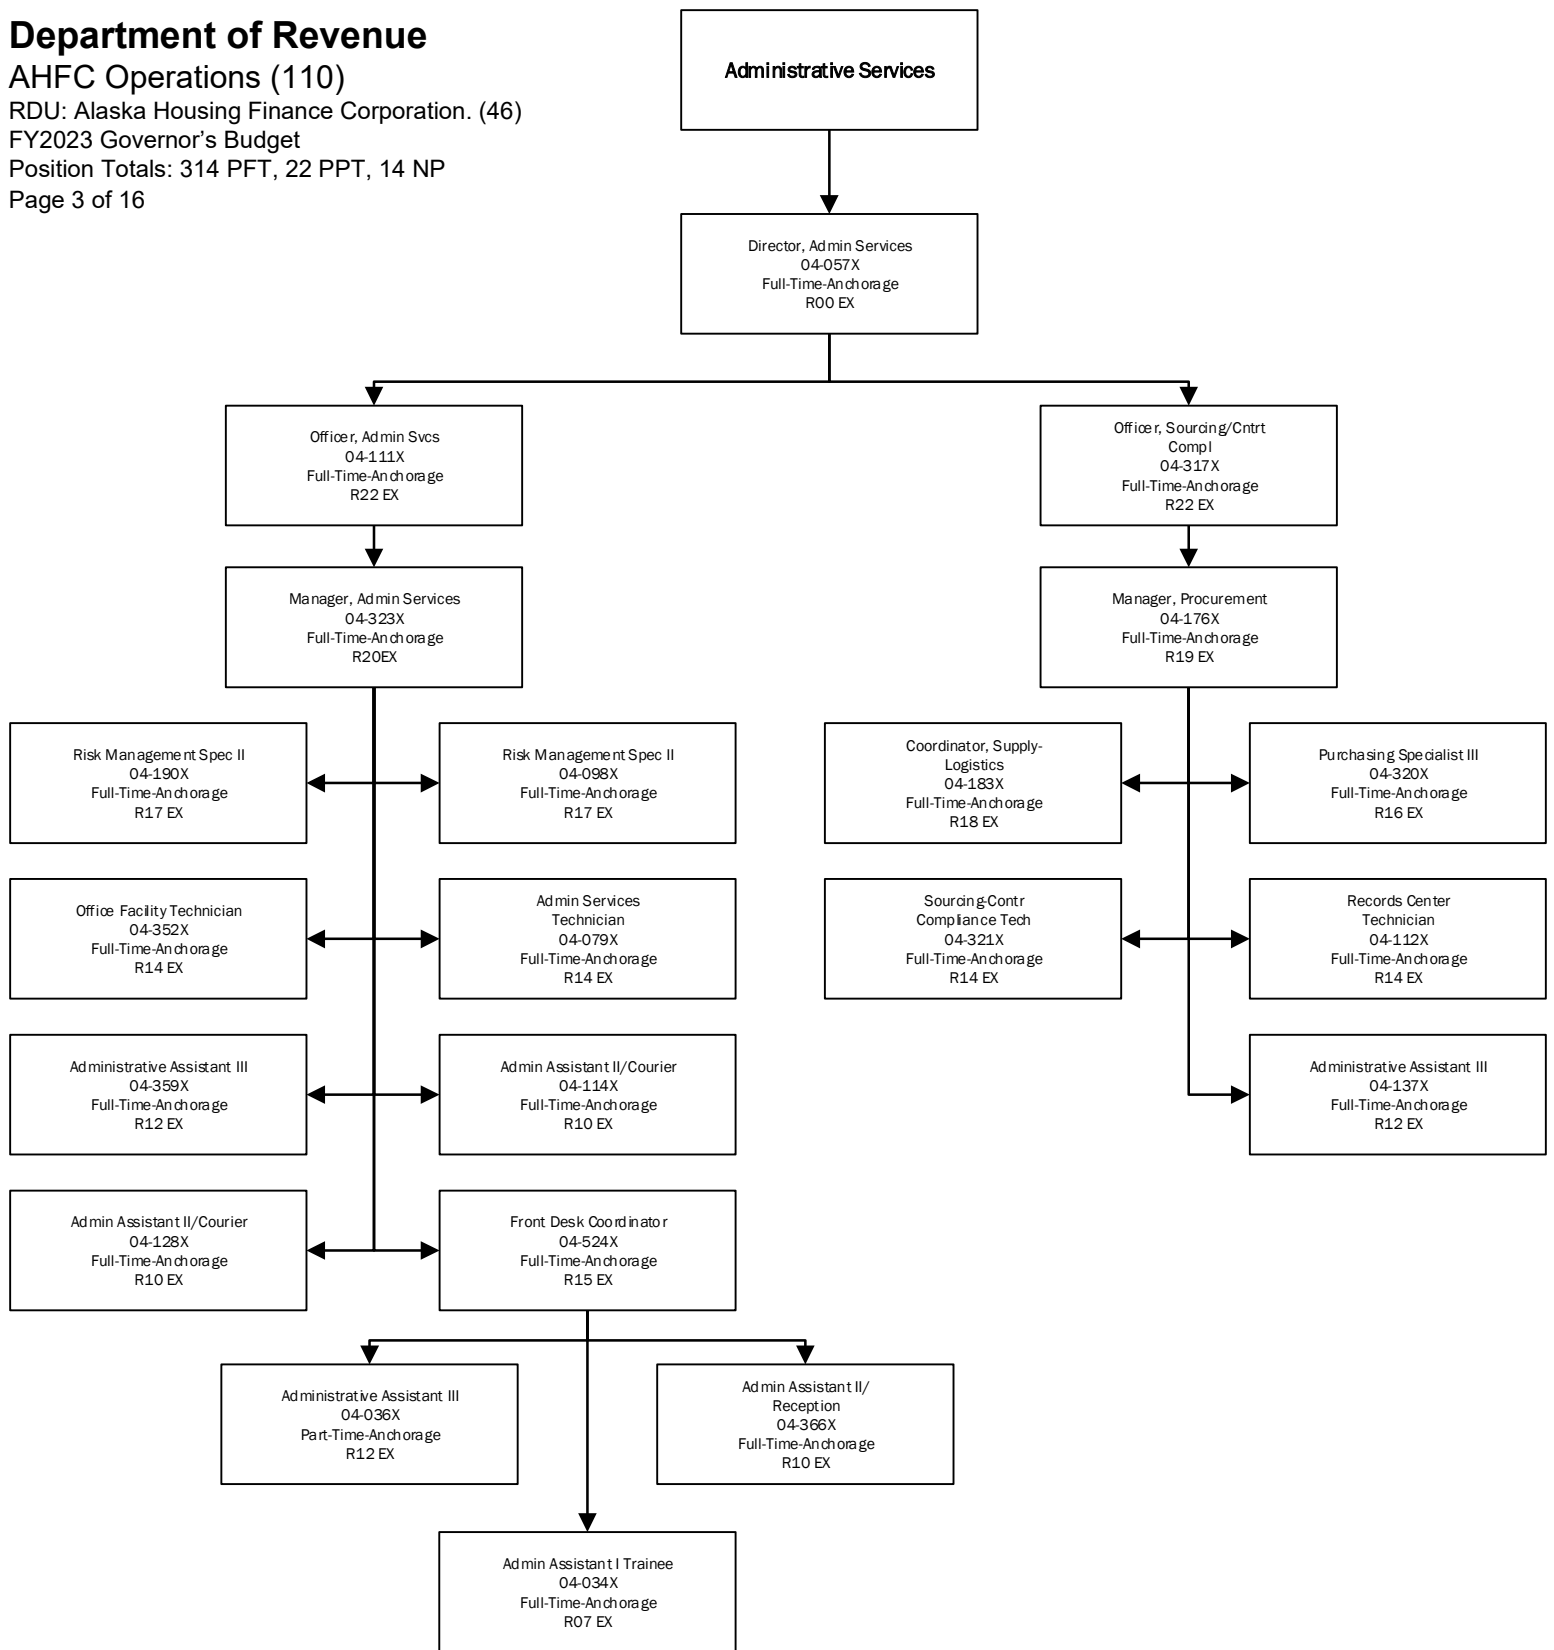 Department of Revenue
AHFC Operations (110)
RDU: Alaska Housing Finance Corporation. (46)
FY2023 Governor's Budget
Position Totals: 314 PFT, 22 PPT, 14 NP
Page 3 of 16
Administrative Services
Director, Admin Services
04-057X
Full-Time-Anchorage
R00 EX
Officer, Admin Svcs
04-111X
Full-Time-Anchorage
R22 EX
Officer, Sourcing/Cntrt
Compl
04-317X
Full-Time-Anchorage
R22 EX
Manager, Admin Services
04-323X
Full-Time-Anchorage
R20EX
Manager, Procurement
04-176X
Full-Time-Anchorage
R19 EX
Risk Management Spec II
04-190X
Full-Time-Anchorage
R17 EX
Risk Management Spec II
04-098X
Full-Time-Anchorage
R17 EX
Coordinator, Supply-
Logistics
04-183X
Full-Time-Anchorage
R18 EX
Purchasing Specialist III
04-320X
Full-Time-Anchorage
R16 EX
Office Facility Technician
04-352X
Full-Time-Anchorage
R14 EX
Admin Services
Technician
04-079X
Full-Time-Anchorage
R14 EX
Sourcing-Contr
Compliance Tech
04-321X
Full-Time-Anchorage
R14 EX
Records Center
Technician
04-112X
Full-Time-Anchorage
R14 EX
Administrative Assistant III
04-359X
Full-Time-Anchorage
R12 EX
Admin Assistant II/Courier
04-114X
Full-Time-Anchorage
R10 EX
Administrative Assistant III
04-137X
Full-Time-Anchorage
R12 EX
Admin Assistant II/Courier
04-128X
Full-Time-Anchorage
R10 EX
Front Desk Coordinator
04-524X
Full-Time-Anchorage
R15 EX
Administrative Assistant III
04-036X
Part-Time-Anchorage
R12 EX
Admin Assistant II/
Reception
04-366X
Full-Time-Anchorage
R10 EX
Admin Assistant I Trainee
04-034X
Full-Time-Anchorage
R07 EX